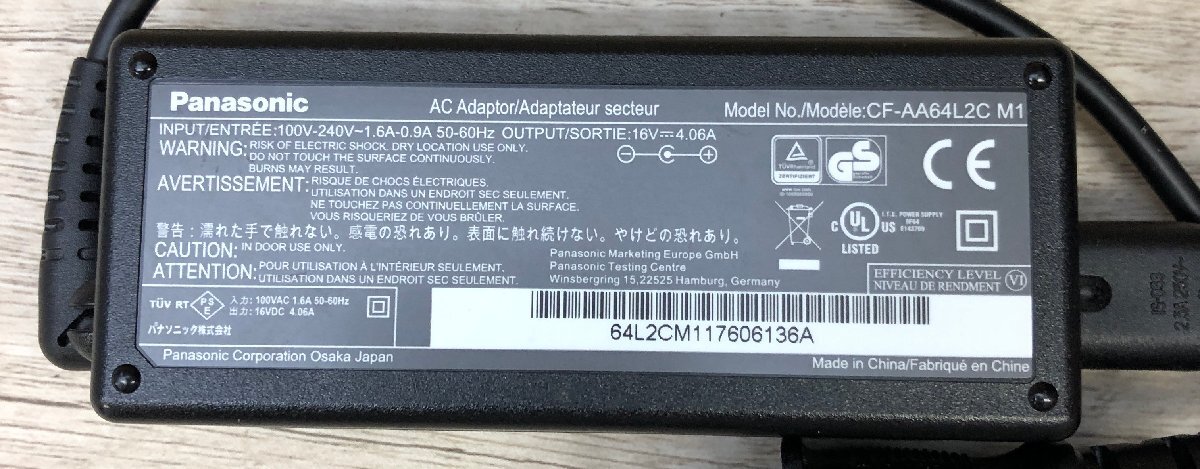 Panasonic AC Adaptor/Adaptateur secteur Model No./Modèle:CF-AA64L2C M1
INPUT/ENTRÉE:100V-240V~1.6A-0.9A 50-60Hz OUTPUT/SORTIE:16V⎓4.06A
WARNING: RISK OF ELECTRIC SHOCK. DRY LOCATION USE ONLY.
DO NOT TOUCH THE SURFACE CONTINUOUSLY.
BURNS MAY RESULT.
AVERTISSEMENT: RISQUE DE CHOCS ÉLECTRIQUES.
UTILISATION DANS UN ENDROIT SEC SEULEMENT.
NE TOUCHEZ PAS CONTINUELLEMENT LA SURFACE.
VOUS RISQUERIEZ DE VOUS BRÛLER.
警告：濡れた手で触れない。感電の恐れあり。表面に触れ続けない。やけどの恐れあり。
CAUTION: IN DOOR USE ONLY.
ATTENTION: POUR UTILISATION À L'INTÉRIEUR SEULEMENT.
UTILISATION DANS UN ENDROIT SEC SEULEMENT.
TÜVRheinland
ZERTIFIZIERT
GS
CE
C UL US
LISTED
I.T.E. POWER SUPPLY
Panasonic Marketing Europe GmbH
Panasonic Testing Centre
Winsbergring 15,22525 Hamburg, Germany
EFFICIENCY LEVEL
NIVEAU DE RENDMENT
VI
TÜV RT
PS
E
入力: 100VAC 1.6A 50-60Hz
出力: 16VDC 4.06A
パナソニック株式会社
64L2CM117606136A
Panasonic Corporation Osaka Japan
Made in China/Fabriqué en Chine